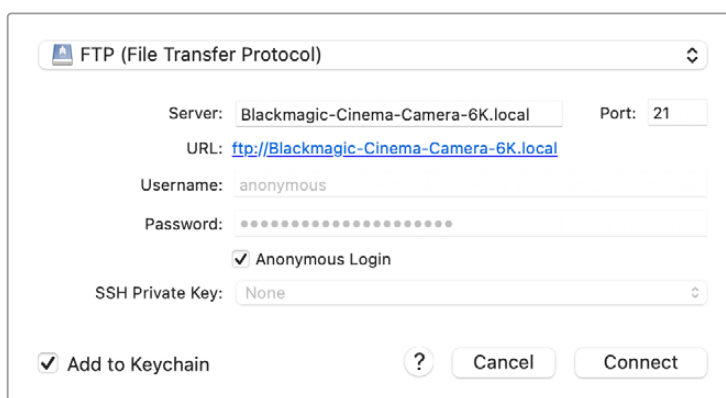 FTP (File Transfer Protocol)
Server: Blackmagic-Cinema-Camera-6K.local Port: 21
URL: ftp://Blackmagic-Cinema-Camera-6K.local
Username: anonymous
Password: ●●●●●●●●●●●●●●●●●●●●●
Anonymous Login
SSH Private Key: None
Add to Keychain ? Cancel Connect